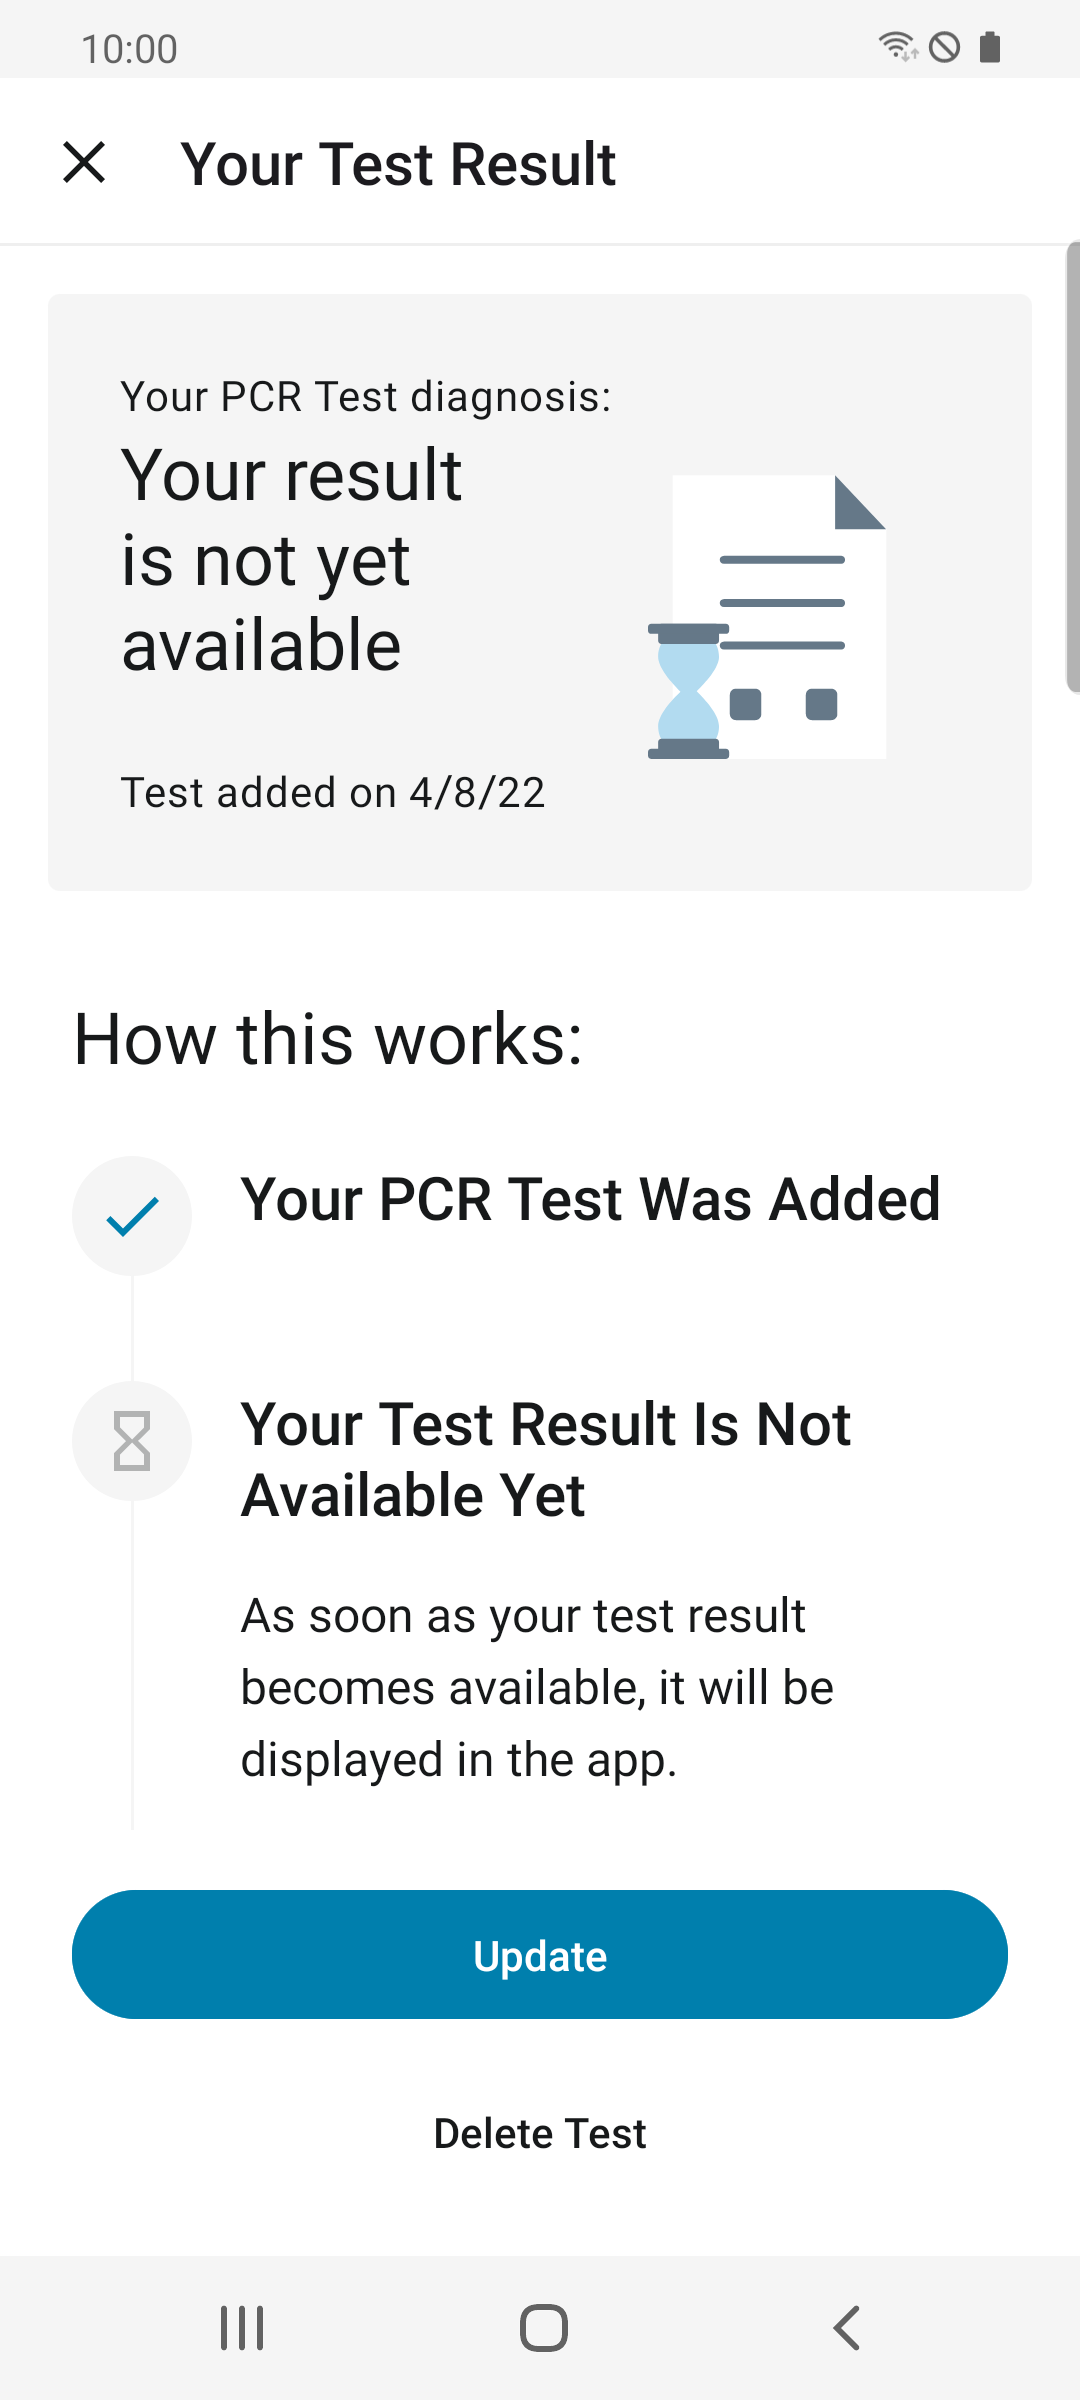 10:00
Your Test Result
Your PCR Test diagnosis:
Your result
is not yet
available
Test added on 4/8/22
How this works:
Your PCR Test Was Added
Your Test Result Is Not
Available Yet
As soon as your test result
becomes available, it will be
displayed in the app.
Update
Delete Test